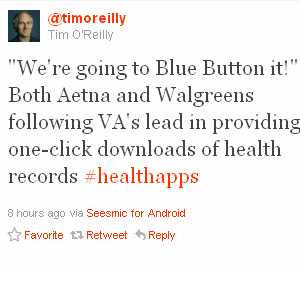 @timoreilly
Tim O'Reilly
"We're going to Blue Button it!"
Both Aetna and Walgreens
following VA's lead in providing
one-click downloads of health
records #healthapps
8 hours ago via Seesmic for Android
Favorite Retweet Reply